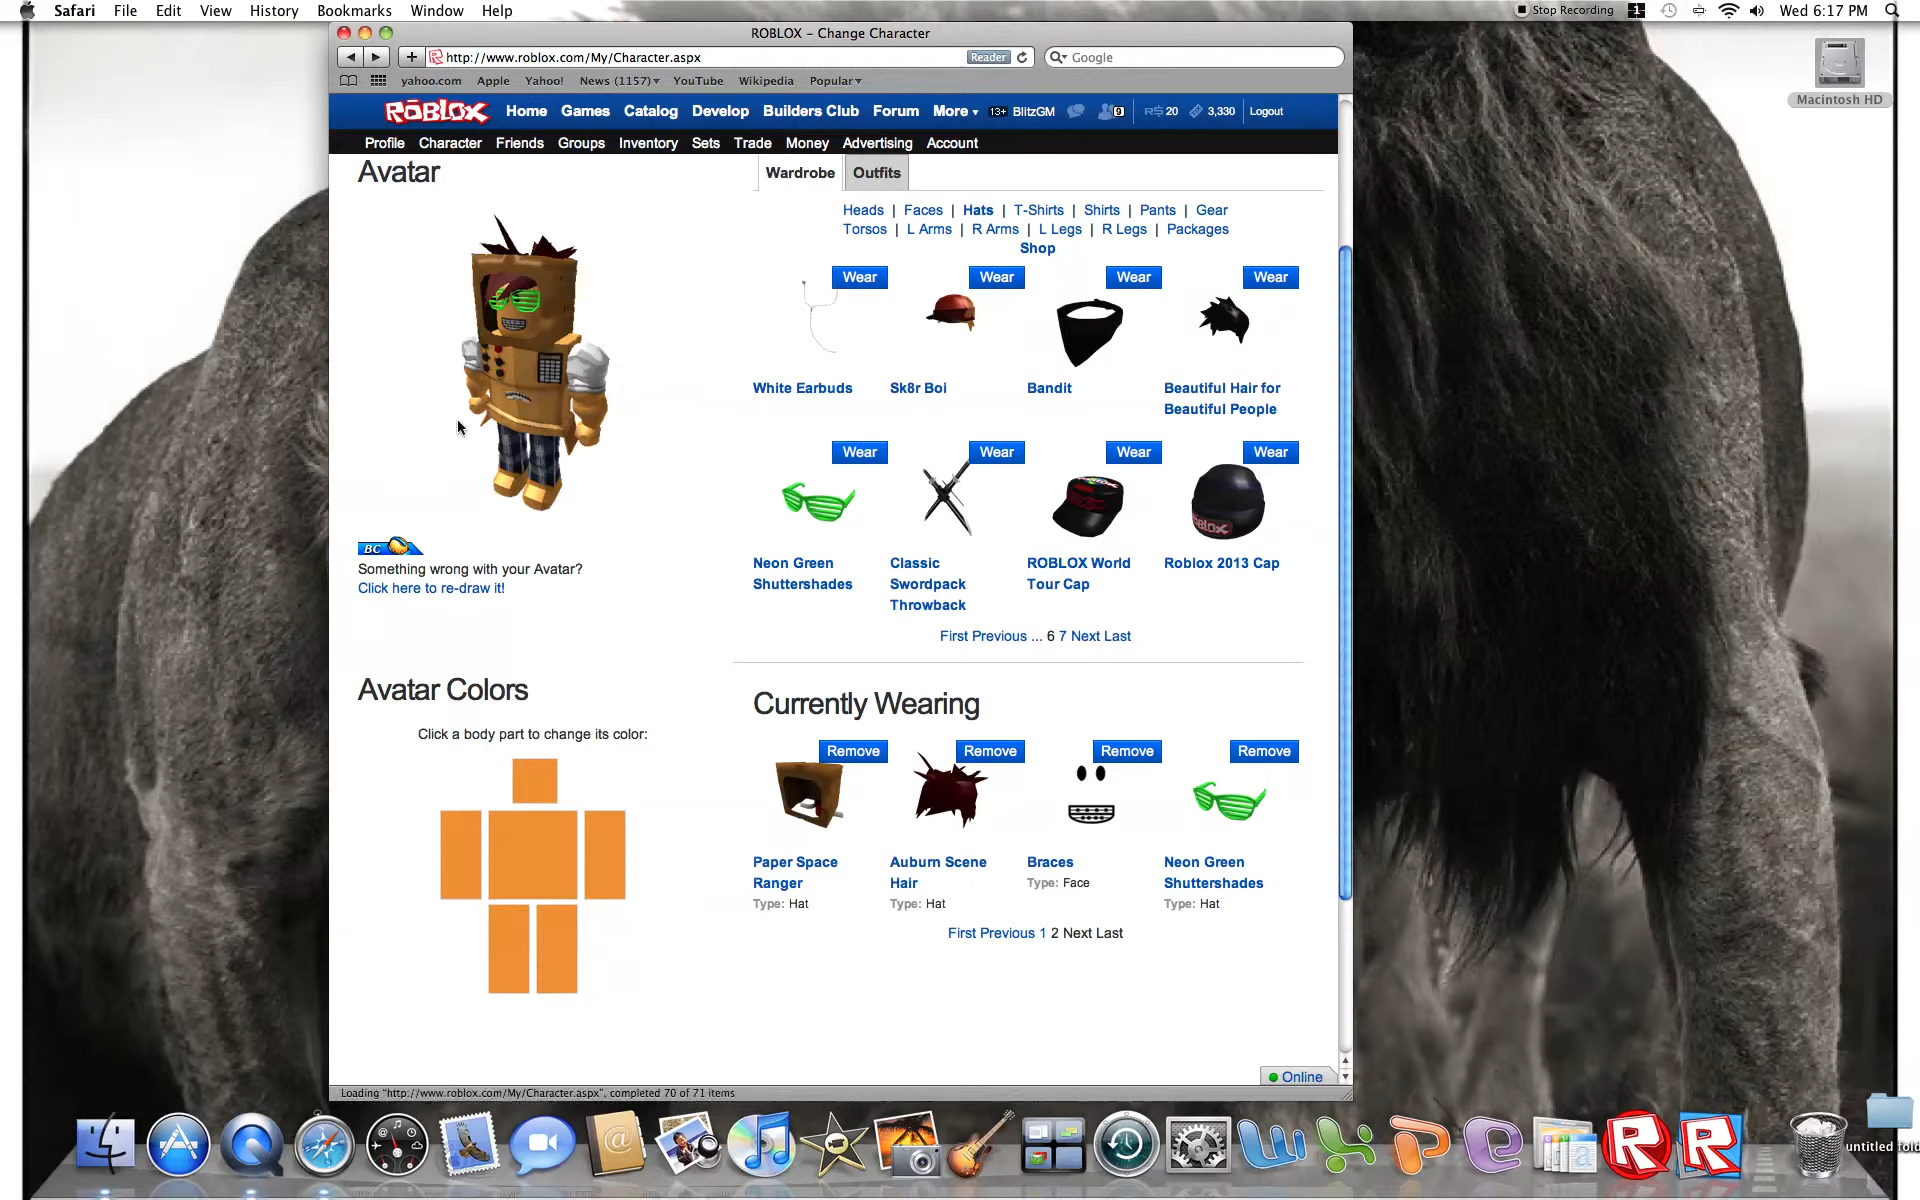 Safari File Edit View History Bookmarks Window Help
Stop Recording 1 Wed 6:17 PM
Macintosh HD
ROBLOX – Change Character
http://www.roblox.com/My/Character.aspx Reader Google
yahoo.com Apple Yahoo! News (1157) YouTube Wikipedia Popular
ROBLOX Home Games Catalog Develop Builders Club Forum More 13+ BlitzGM 9 R$ 20 3,330 Logout
Profile Character Friends Groups Inventory Sets Trade Money Advertising Account
Avatar
Wardrobe Outfits
Heads | Faces | Hats | T-Shirts | Shirts | Pants | Gear
Torsos | L Arms | R Arms | L Legs | R Legs | Packages
Shop
Wear Wear Wear Wear
White Earbuds Sk8r Boi Bandit Beautiful Hair for
Beautiful People
Wear Wear Wear Wear
Roblox
Neon Green Classic ROBLOX World Roblox 2013 Cap
Shuttershades Swordpack Tour Cap
Throwback
First Previous ... 6 7 Next Last
BC
Something wrong with your Avatar?
Click here to re-draw it!
Avatar Colors
Click a body part to change its color:
Currently Wearing
Remove Remove Remove Remove
Paper Space Auburn Scene Braces Neon Green
Ranger Hair Type: Face Shuttershades
Type: Hat Type: Hat Type: Hat
First Previous 1 2 Next Last
Online
Loading "http://www.roblox.com/My/Character.aspx", completed 70 of 71 items
untitled fold